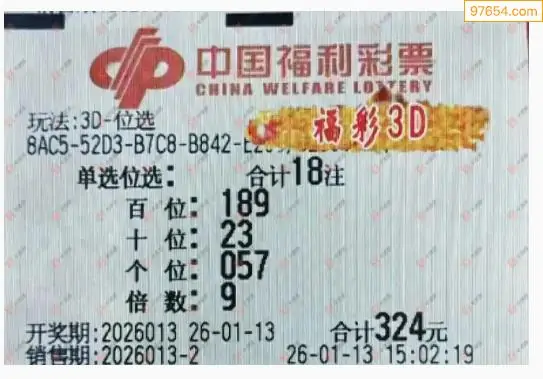 97654.com
中国福利彩票
CHINA WELFARE LOTTERY
玩法:3D-位选
福彩3D
8AC5-52D3-B7C8-B842-
单选位选: 合计18注
百位: 189
十位: 23
个位: 057
倍数: 9
开奖期:2026013 26-01-13 合计324元
销售期:2026013-2 26-01-13 15:02:19